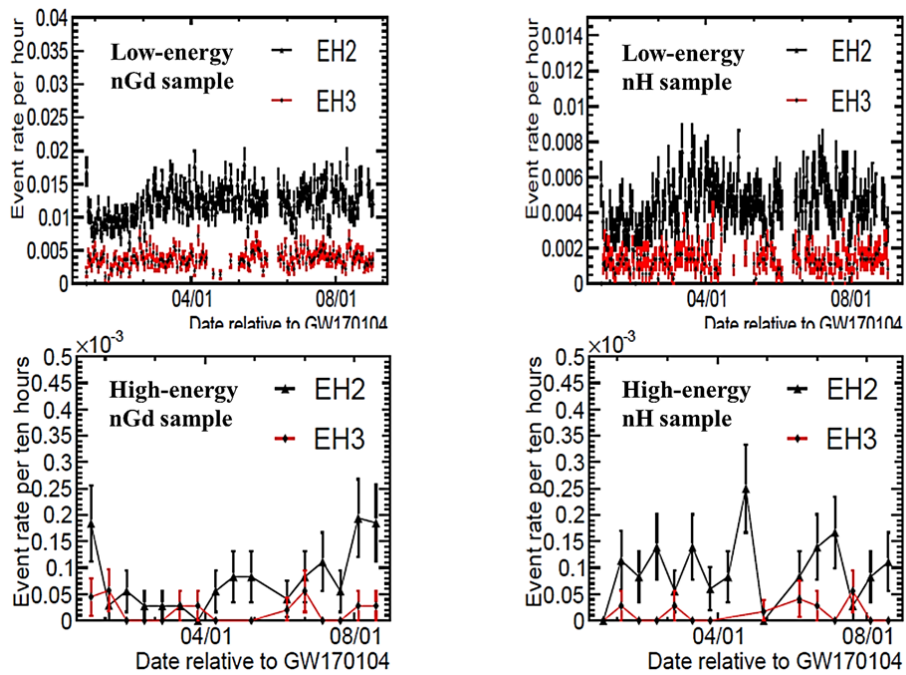 0.04
0.035
0.03
0.025
0.02
0.015
0.01
0.005
0
Event rate per hour
Low-energy
nGd sample
EH2
EH3
04/01
08/01
Date relative to GW170104
0.014
0.012
0.01
0.008
0.006
0.004
0.002
0
Event rate per hour
Low-energy
nH sample
EH2
EH3
04/01
08/01
Date relative to GW170104
×10⁻³
0.5
0.45
0.4
0.35
0.3
0.25
0.2
0.15
0.1
0.05
0
Event rate per ten hours
High-energy
nGd sample
EH2
EH3
04/01
08/01
Date relative to GW170104
×10⁻³
0.5
0.45
0.4
0.35
0.3
0.25
0.2
0.15
0.1
0.05
0
Event rate per ten hours
High-energy
nH sample
EH2
EH3
04/01
08/01
Date relative to GW170104